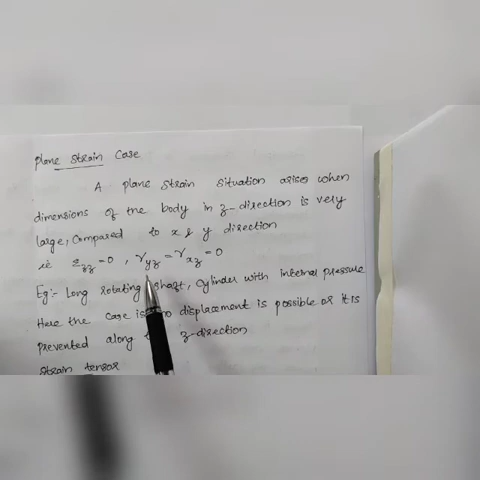 Plane Strain Case
A plane strain situation arises when
dimensions of the body in z-direction is very
large, Compared to x & y direction
ie εzz = 0 , γyz = γxz = 0
Eg:- Long rotating shaft, Cylinder with internal pressure
Here the case is no displacement is possible or it is
prevented along z-direction
Strain tensor